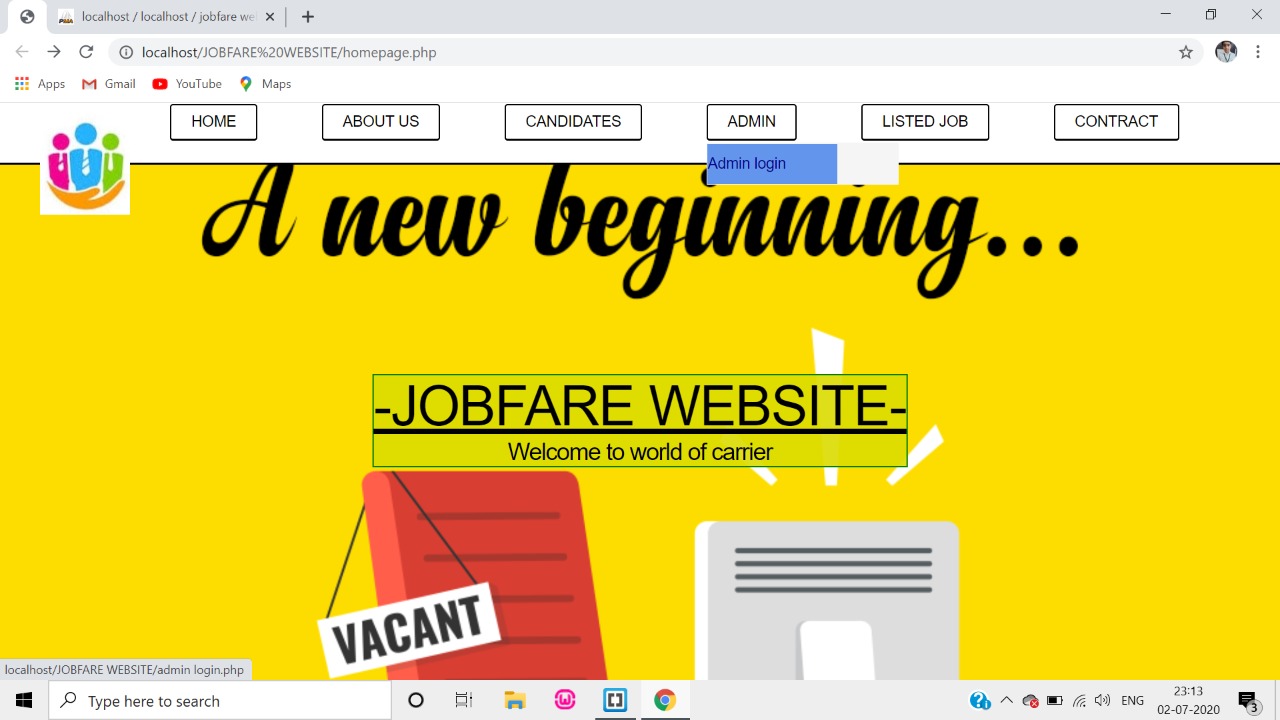 localhost / localhost / jobfare we
localhost/JOBFARE%20WEBSITE/homepage.php
Apps
Gmail
YouTube
Maps
HOME
ABOUT US
CANDIDATES
ADMIN
LISTED JOB
CONTRACT
Admin login
A new beginning...
-JOBFARE WEBSITE-
Welcome to world of carrier
VACANT
localhost/JOBFARE WEBSITE/admin login.php
Type here to search
ENG
23:13
02-07-2020
3